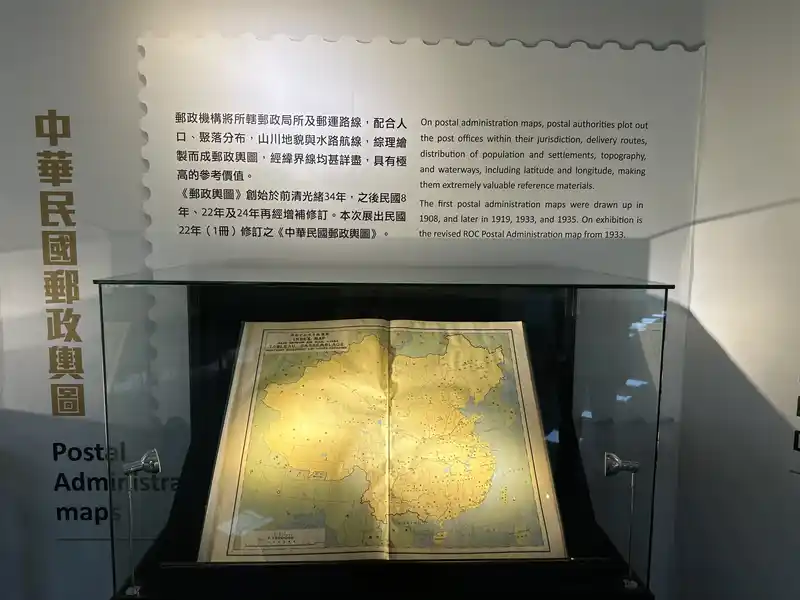 中華民國郵政輿圖
Postal
Administra
maps
郵政機構將所轄郵政局所及郵運路線，配合人
口、聚落分布，山川地貌與水路航線，綜理繪
製而成郵政輿圖，經緯界線均甚詳盡，具有極
高的參考價值。
《郵政輿圖》創始於前清光緒34年，之後民國8
年、22年及24年再經增補修訂。本次展出民國
22年（1冊）修訂之《中華民國郵政輿圖》。
On postal administration maps, postal authorities plot out
the post offices within their jurisdiction, delivery routes,
distribution of population and settlements, topography,
and waterways, including latitude and longitude, making
them extremely valuable reference materials.
The first postal administration maps were drawn up in
1908, and later in 1919, 1933, and 1935. On exhibition is
the revised ROC Postal Administration map from 1933.
INDEX MAP